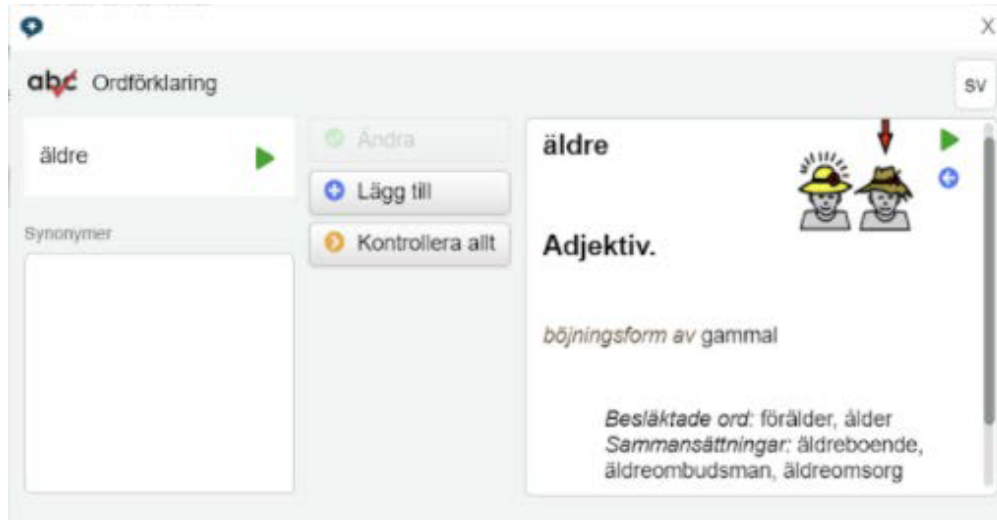 X
abc Ordförklaring
sv
äldre
Synonymer
Ändra
Lägg till
Kontrollera allt
äldre
Adjektiv.
böjningsform av gammal
Besläktade ord: förälder, ålder
Sammansättningar: äldreboende,
äldreombudsman, äldreomsorg